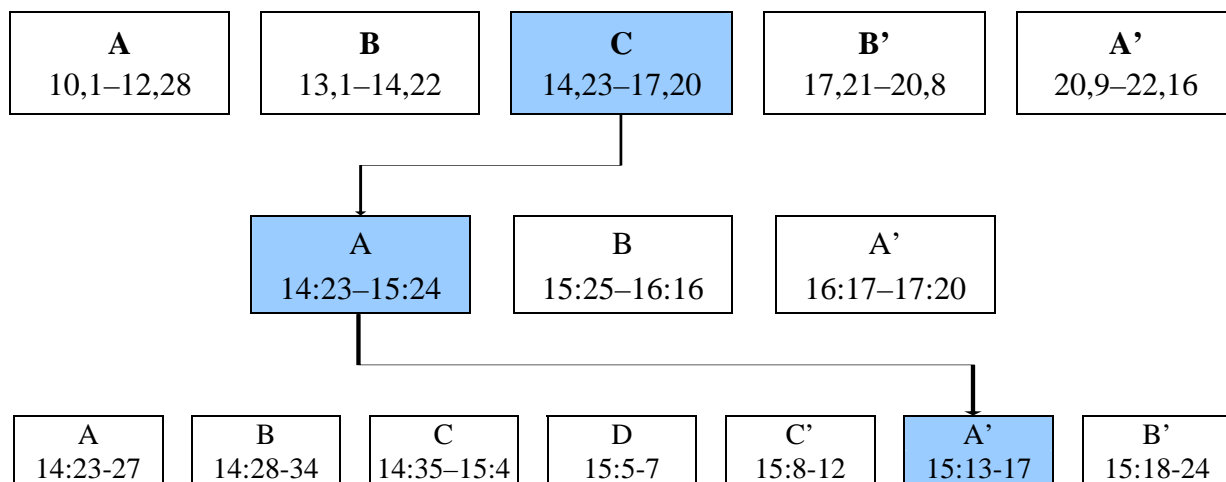 A
10,1–12,28
B
13,1–14,22
C
14,23–17,20
B’
17,21–20,8
A’
20,9–22,16
A
14:23–15:24
B
15:25–16:16
A’
16:17–17:20
A
14:23-27
B
14:28-34
C
14:35–15:4
D
15:5-7
C’
15:8-12
A’
15:13-17
B’
15:18-24